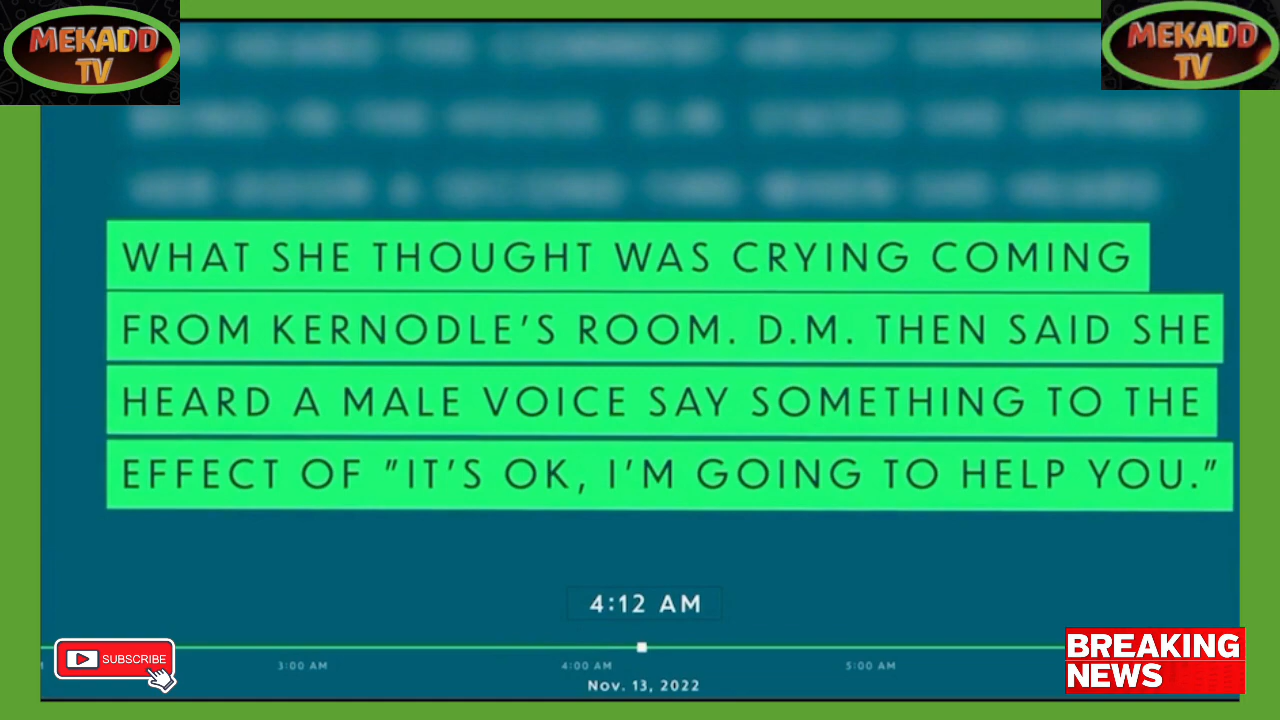 MEKADD
TV
MEKADD
TV
WHAT SHE THOUGHT WAS CRYING COMING
FROM KERNODLE'S ROOM. D.M. THEN SAID SHE
HEARD A MALE VOICE SAY SOMETHING TO THE
EFFECT OF "IT'S OK, I'M GOING TO HELP YOU."
4:12 AM
3:00 AM 4:00 AM 5:00 AM
Nov. 13, 2022
SUBSCRIBE
BREAKING
NEWS